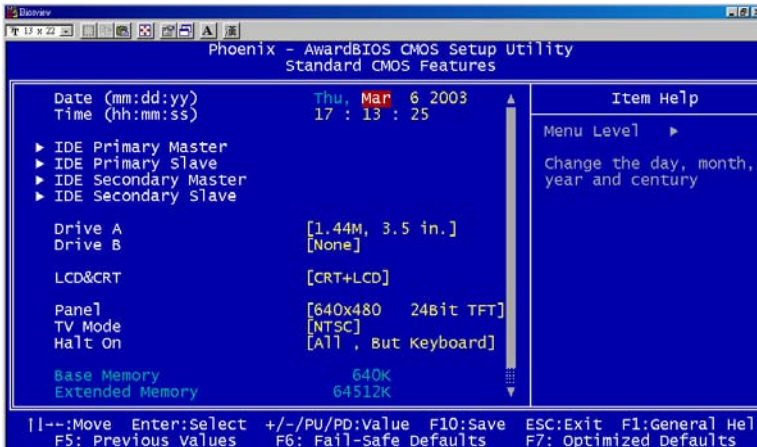 Biosview
13 x 22
A 漢
Phoenix - AwardBIOS CMOS Setup Utility
Standard CMOS Features
Date (mm:dd:yy) Thu, Mar 6 2003
Time (hh:mm:ss) 17 : 13 : 25
▶ IDE Primary Master
▶ IDE Primary Slave
▶ IDE Secondary Master
▶ IDE Secondary Slave
Drive A [1.44M, 3.5 in.]
Drive B [None]
LCD&CRT [CRT+LCD]
Panel [640x480 24Bit TFT]
TV Mode [NTSC]
Halt On [All , But Keyboard]
Base Memory 640K
Extended Memory 64512K
Item Help
Menu Level ▶
Change the day, month,
year and century
↑↓→←:Move Enter:Select +/-/PU/PD:Value F10:Save ESC:Exit F1:General Hel
F5: Previous Values F6: Fail-Safe Defaults F7: Optimized Defaults